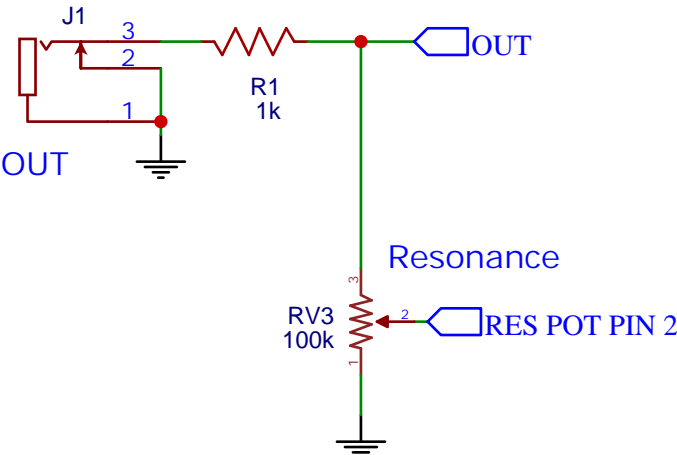 J1
3
2
1
OUT
R1
1k
OUT
Resonance
3
RV3
100k
2
RES POT PIN 2
1